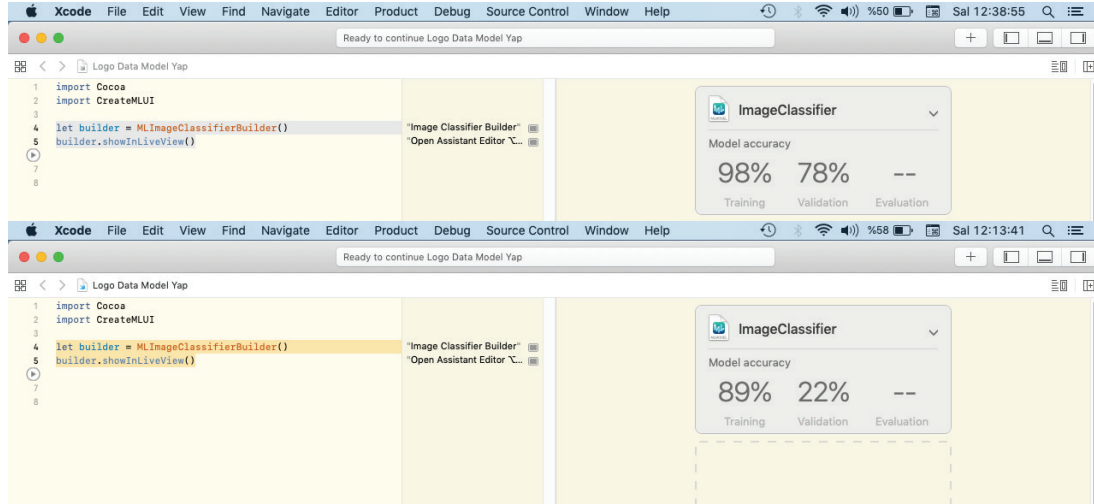 Xcode File Edit View Find Navigate Editor Product Debug Source Control Window Help %50 Sal 12:38:55
Ready to continue Logo Data Model Yap
Logo Data Model Yap
1 import Cocoa
2 import CreateMLUI
3
4 let builder = MLImageClassifierBuilder() "Image Classifier Builder"
5 builder.showInLiveView() "Open Assistant Editor ⌥...
7
8
ImageClassifier
Model accuracy
98% 78% --
Training Validation Evaluation
Xcode File Edit View Find Navigate Editor Product Debug Source Control Window Help %58 Sal 12:13:41
Ready to continue Logo Data Model Yap
Logo Data Model Yap
1 import Cocoa
2 import CreateMLUI
3
4 let builder = MLImageClassifierBuilder() "Image Classifier Builder"
5 builder.showInLiveView() "Open Assistant Editor ⌥...
7
8
ImageClassifier
Model accuracy
89% 22% --
Training Validation Evaluation